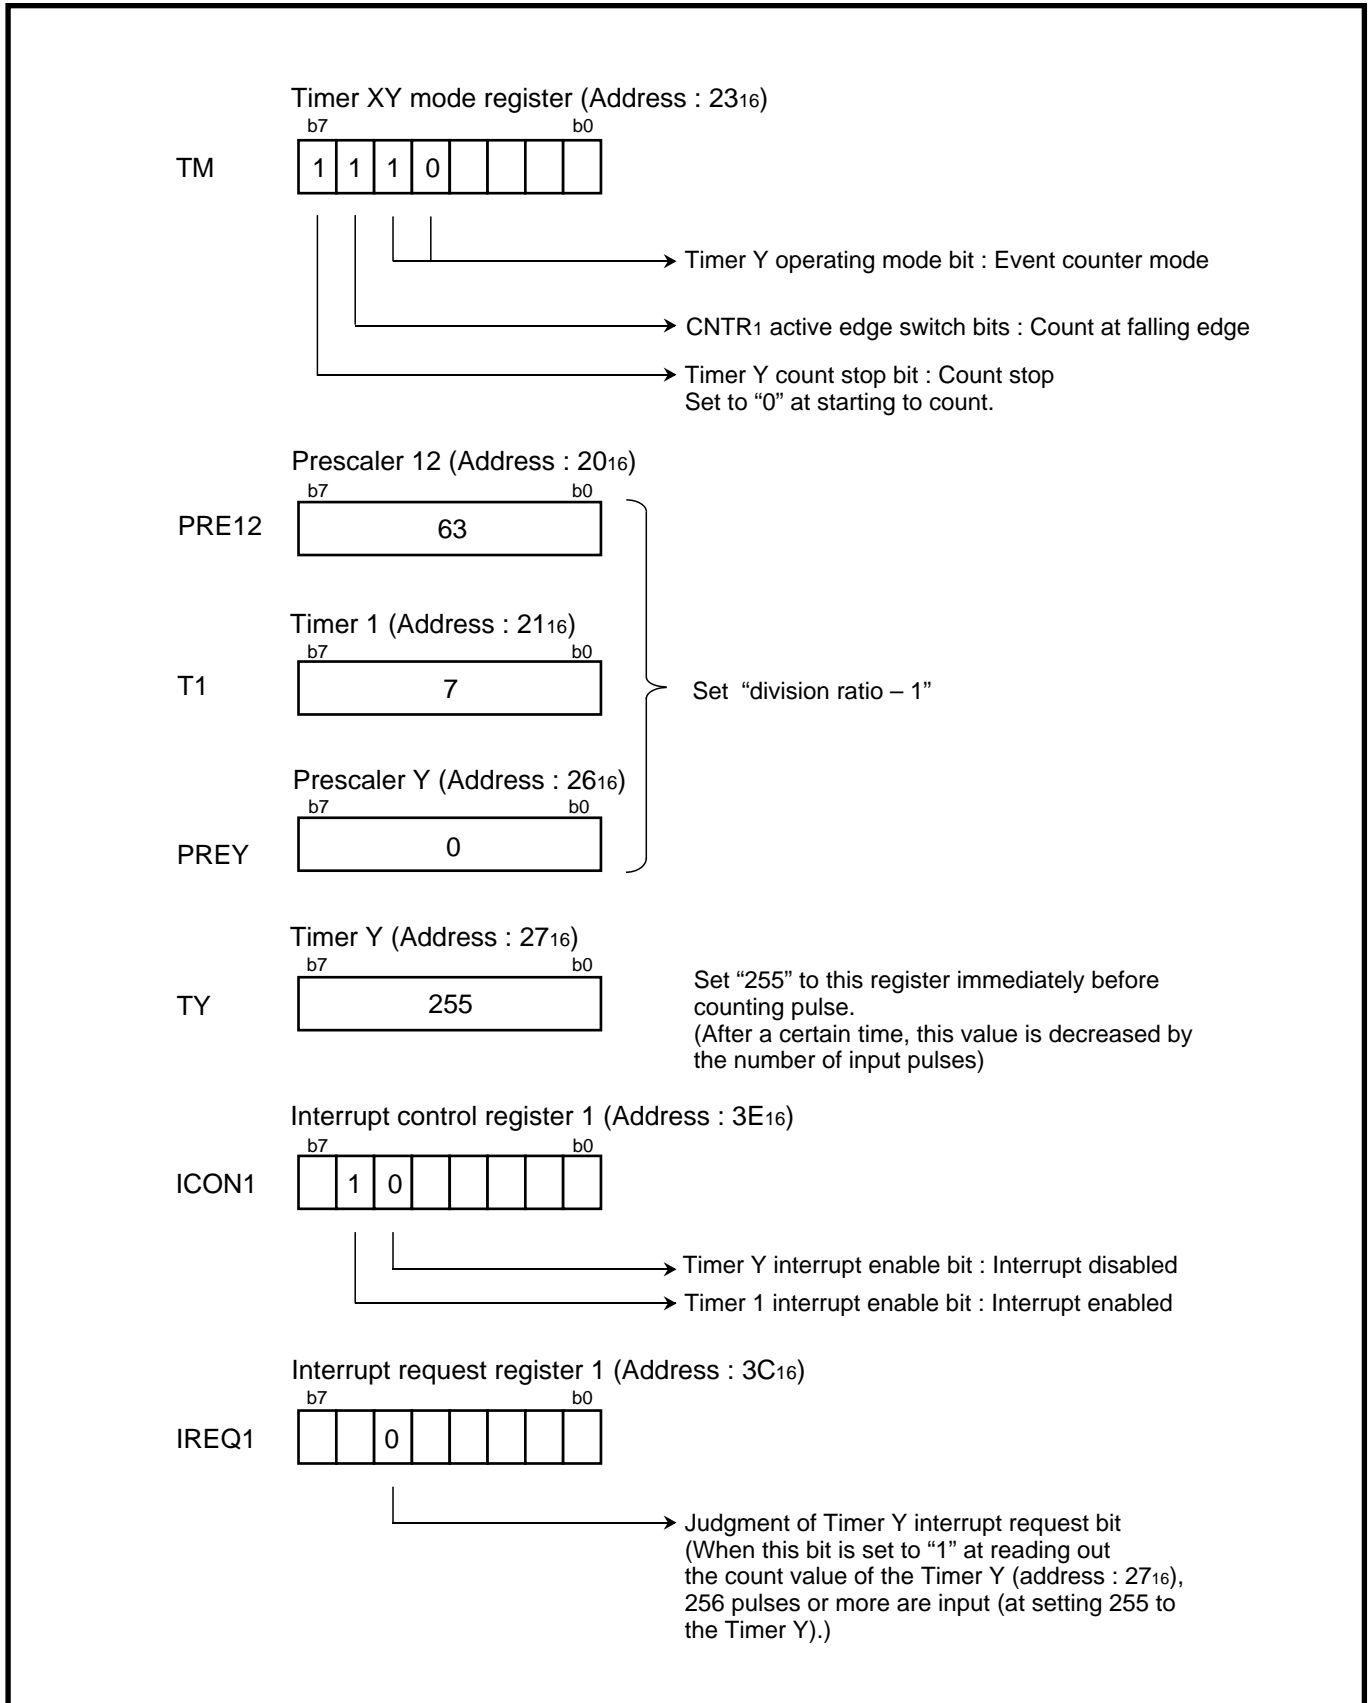 Timer XY mode register (Address : 2316)
b7 b0
TM 1 1 1 0
Timer Y operating mode bit : Event counter mode
CNTR1 active edge switch bits : Count at falling edge
Timer Y count stop bit : Count stop
Set to “0” at starting to count.
Prescaler 12 (Address : 2016)
b7 b0
PRE12 63
Timer 1 (Address : 2116)
b7 b0
T1 7
Set “division ratio – 1”
Prescaler Y (Address : 2616)
b7 b0
PREY 0
Timer Y (Address : 2716)
b7 b0
TY 255
Set “255” to this register immediately before
counting pulse.
(After a certain time, this value is decreased by
the number of input pulses)
Interrupt control register 1 (Address : 3E16)
b7 b0
ICON1 1 0
Timer Y interrupt enable bit : Interrupt disabled
Timer 1 interrupt enable bit : Interrupt enabled
Interrupt request register 1 (Address : 3C16)
b7 b0
IREQ1 0
Judgment of Timer Y interrupt request bit
(When this bit is set to “1” at reading out
the count value of the Timer Y (address : 2716),
256 pulses or more are input (at setting 255 to
the Timer Y).)